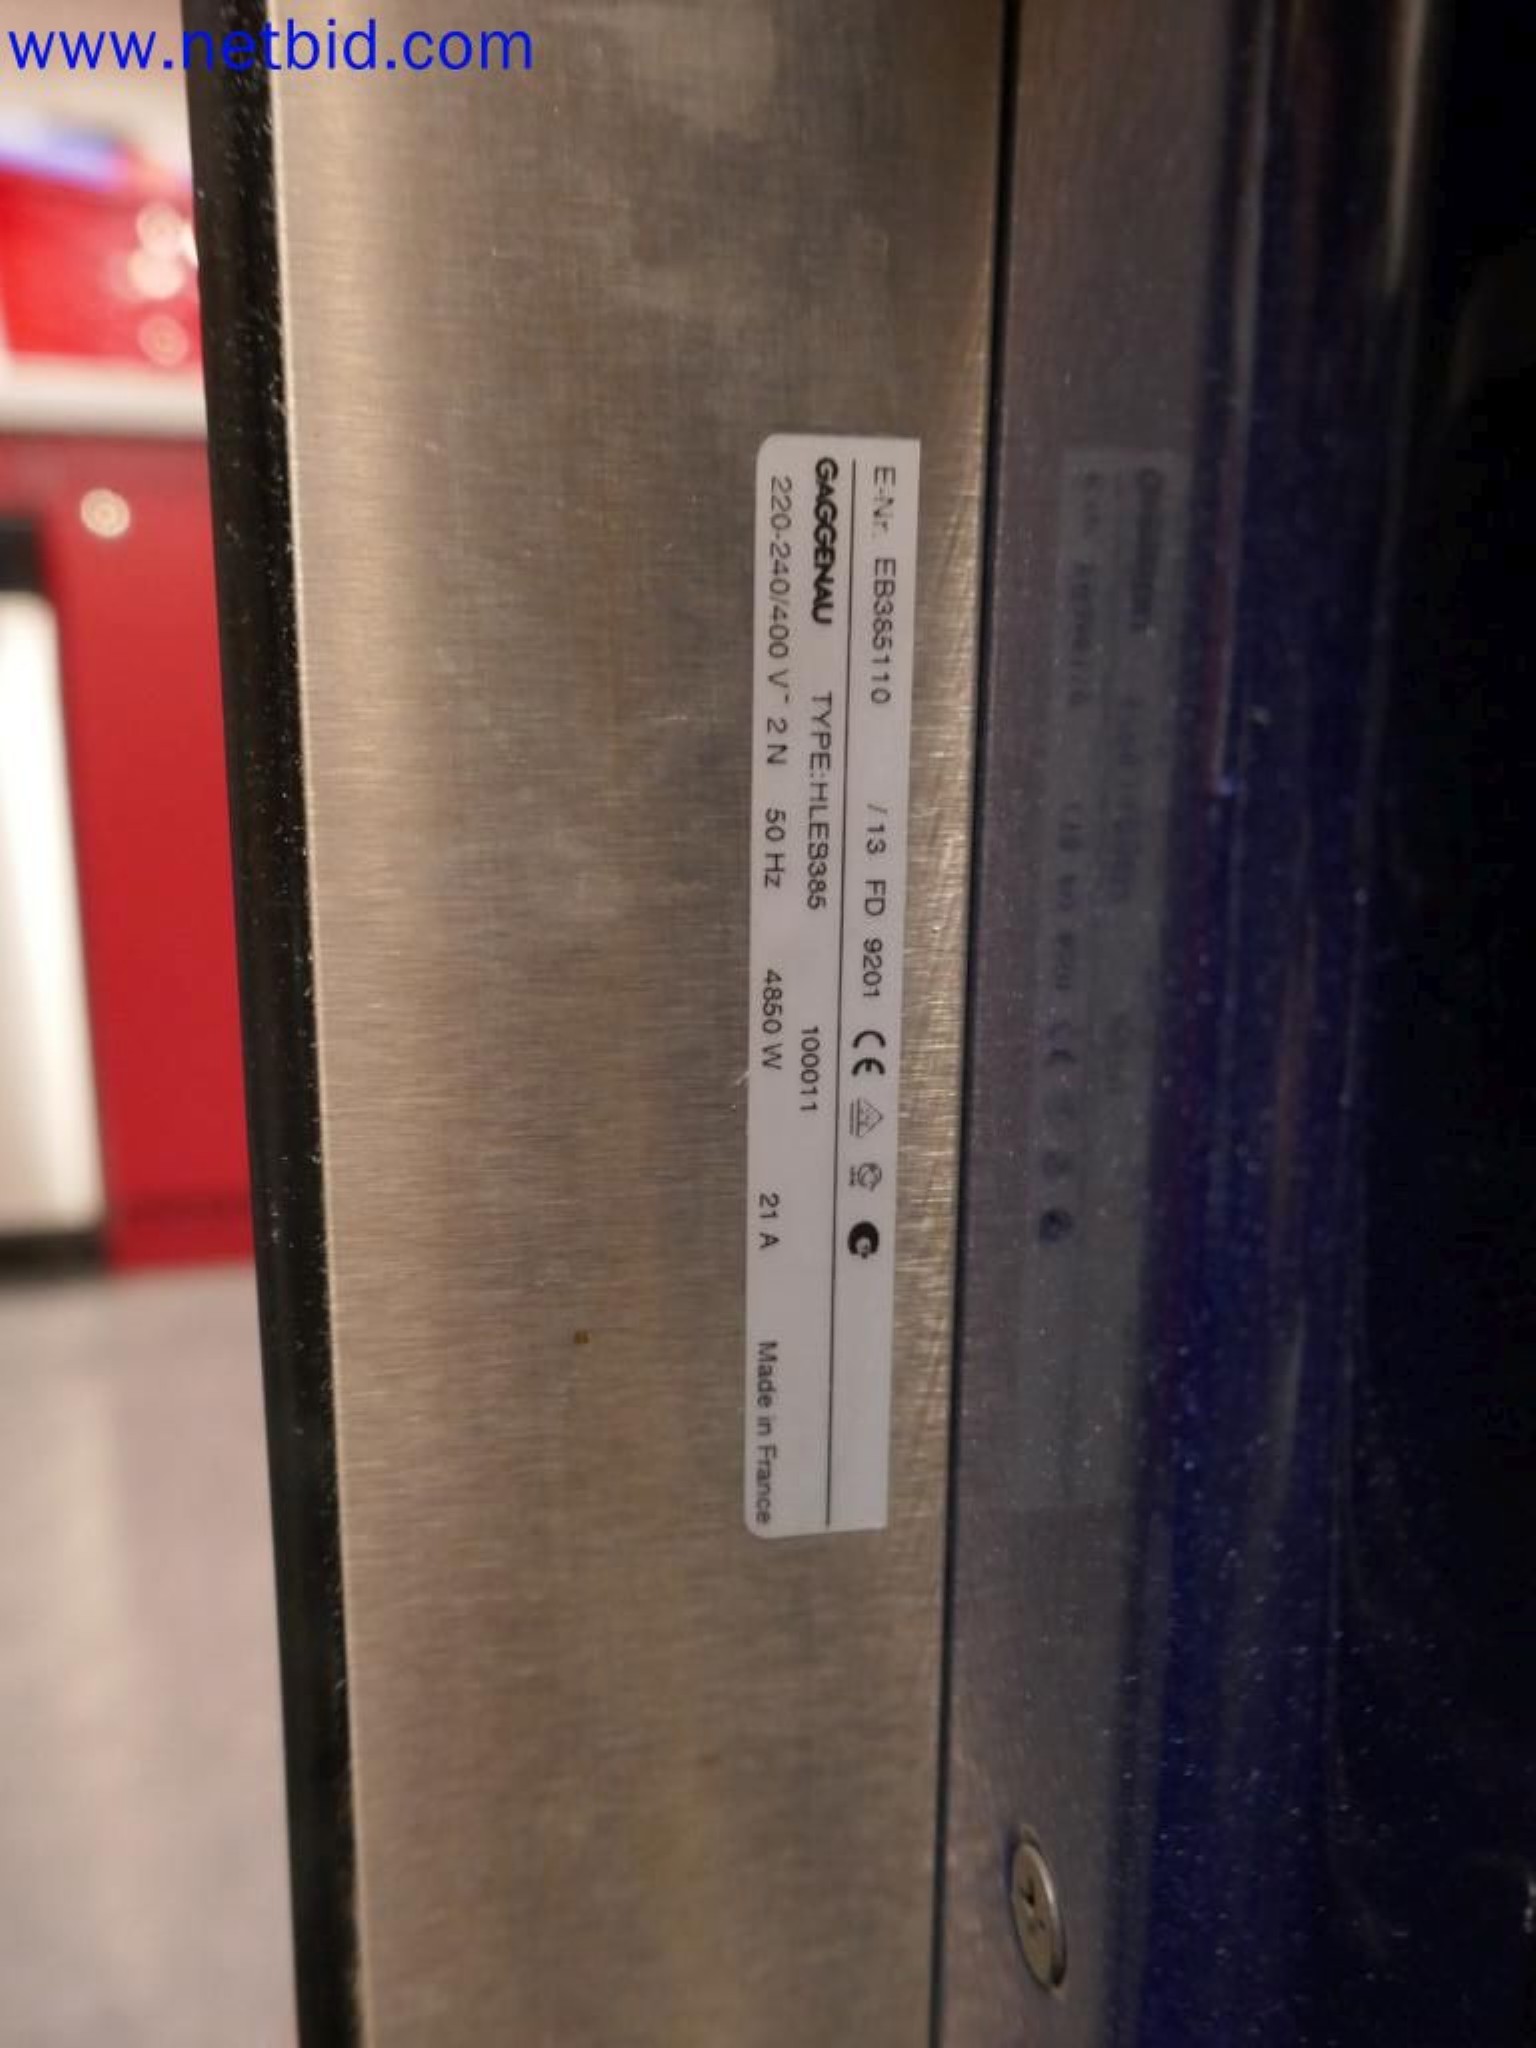 www.netbid.com
E-Nr. EB385110 /13 FD 9201 CE
GAGGENAU TYPE:HLEB385 100011
220-240/400 V~ 2 N 50 Hz 4850 W 21 A Made in France